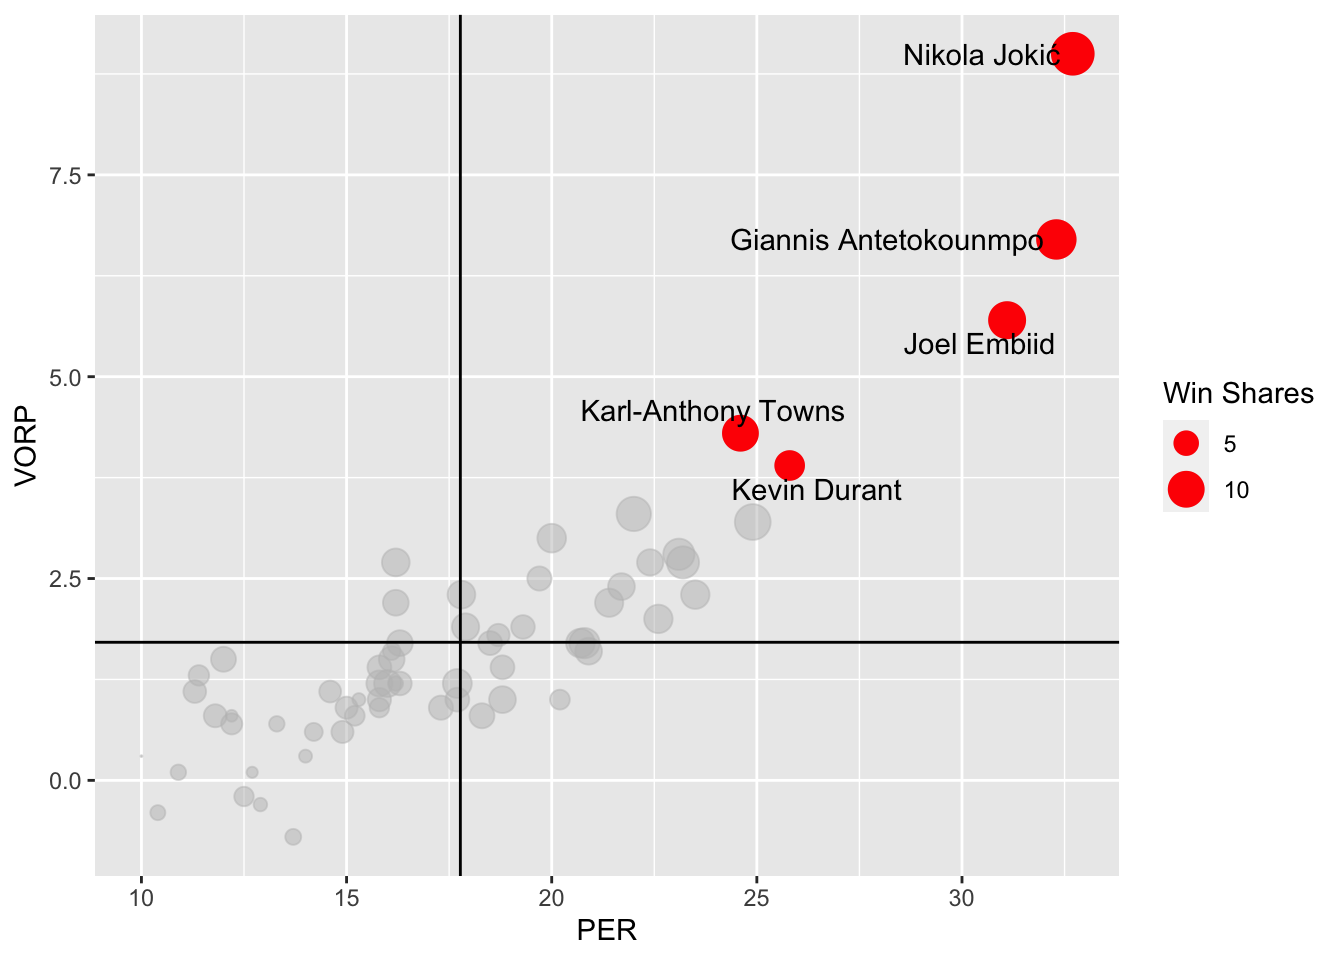 Nikola Jokić
Giannis Antetokounmpo
Joel Embiid
Karl-Anthony Towns
Kevin Durant
7.5
5.0
2.5
0.0
VORP
10
15
20
25
30
PER
Win Shares
5
10